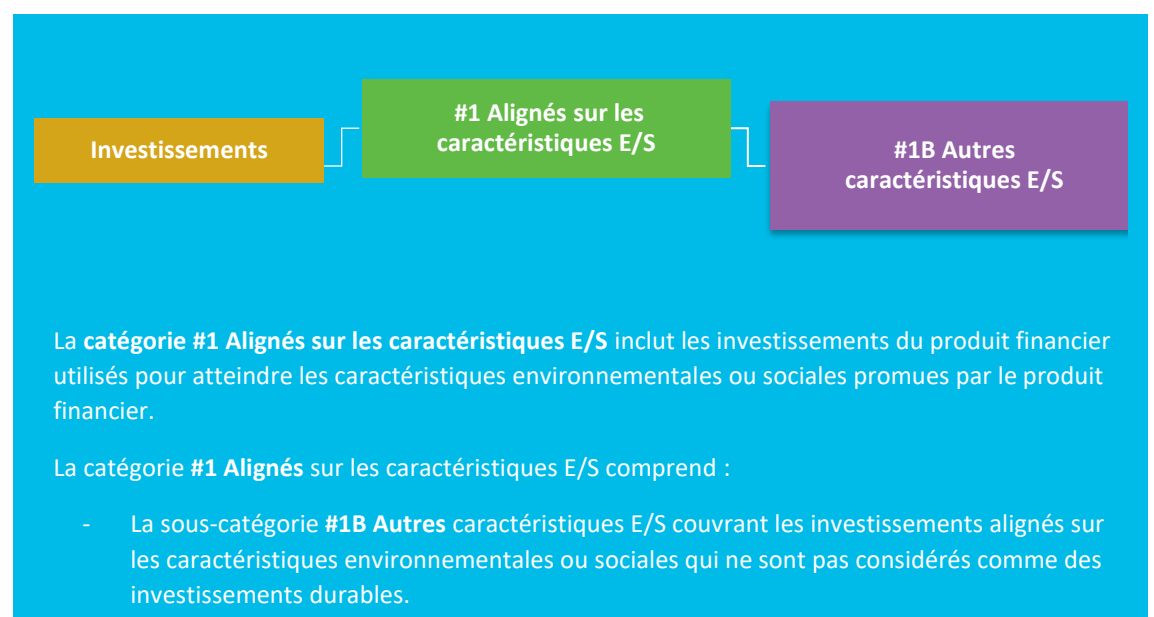 Investissements
#1 Alignés sur les
caractéristiques E/S
#1B Autres
caractéristiques E/S
La catégorie #1 Alignés sur les caractéristiques E/S inclut les investissements du produit financier
utilisés pour atteindre les caractéristiques environnementales ou sociales promues par le produit
financier.
La catégorie #1 Alignés sur les caractéristiques E/S comprend :
- La sous-catégorie #1B Autres caractéristiques E/S couvrant les investissements alignés sur
les caractéristiques environnementales ou sociales qui ne sont pas considérés comme des
investissements durables.